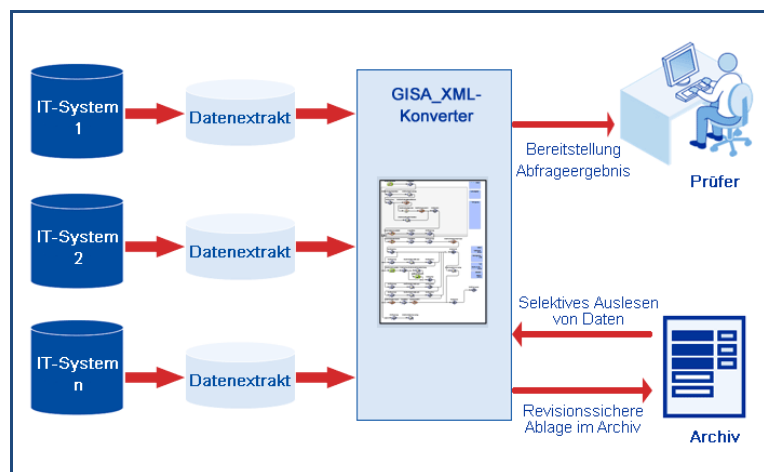 IT-System
1
Datenextrakt
GISA_XML-
Konverter
Bereitstellung
Abfrageergebnis
Prüfer
IT-System
2
Datenextrakt
Selektives Auslesen
von Daten
IT-System
n
Datenextrakt
Revisionssichere
Ablage im Archiv
Archiv